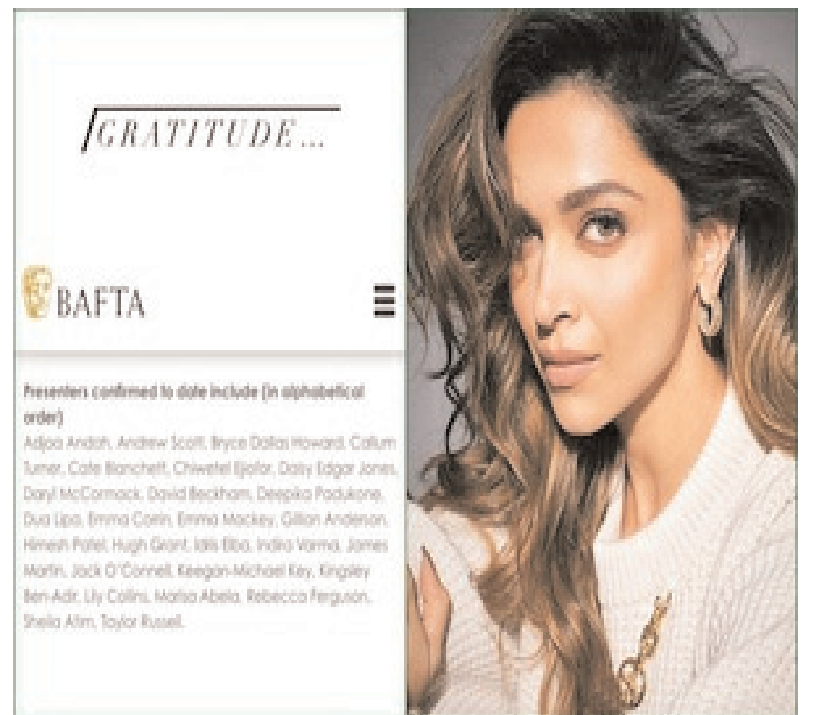 GRATITUDE...
BAFTA
Presenters confirmed to date include (in alphabetical
order)
Adjoa Andoh, Andrew Scott, Bryce Dallas Howard, Callum
Turner, Cate Blanchett, Chiwetel Ejiofor, Daisy Edgar Jones,
Daryl McCormack, David Beckham, Deepika Padukone,
Dua Lipa, Emma Corrin, Emma Mackey, Gillian Anderson,
Himesh Patel, Hugh Grant, Idris Elba, Indira Varma, James
Martin, Jack O'Connell, Keegan-Michael Key, Kingsley
Ben-Adir, Lily Collins, Marisa Abela, Rebecca Ferguson,
Sheila Atim, Taylor Russell.